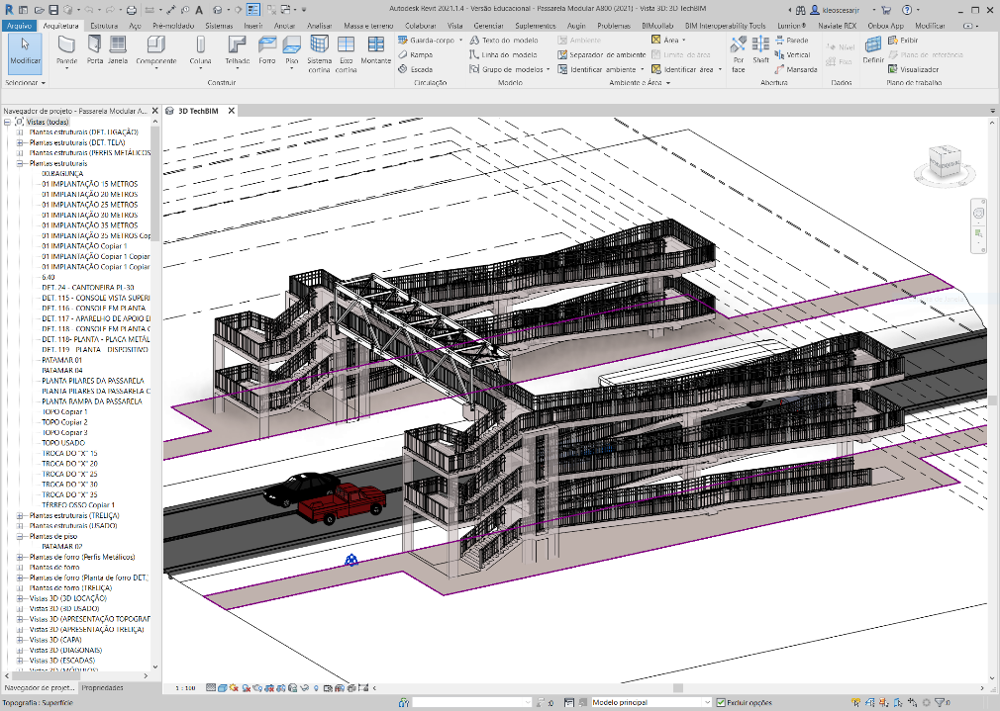 Autodesk Revit 2021.1.4 - Versão Educacional - Passarela Modular A800 (2021) - Vista 3D: 3D TechBIM
kleoscesarjr
Arquivo Arquitetura Estrutura Aço Pré-moldado Sistemas Inserir Anotar Analisar Massa e terreno Colaborar Vista Gerenciar Suplementos Augin Problemas BIMcollab BIM Interoperability Tools Lumion® Naviate REX Onbox App Modificar
Modificar Parede Porta Janela Componente Coluna Telhado Forro Piso Sistema cortina Eixo cortina Montante
Guarda-corpo Texto do modelo Ambiente Área Por face Shaft Parede Nível Definir Exibir
Rampa Linha do modelo Separador de ambiente Limite de área Vertical Fixo Plano de referência
Escada Grupo de modelos Identificar ambiente Identificar área Mansarda Visualizador
Selecionar Construir Circulação Modelo Ambiente e Área Abertura Dados Plano de trabalho
Navegador de projeto - Passarela Modular A...
3D TechBIM
Vistas (todas)
Plantas estruturais (DET. LIGAÇÃO)
Plantas estruturais (DET. TELA)
Plantas estruturais (PERFIS METÁLICOS
Plantas estruturais
00.BAGUNÇA
01 IMPLANTAÇÃO 15 METROS
01 IMPLANTAÇÃO 20 METROS
01 IMPLANTAÇÃO 25 METROS
01 IMPLANTAÇÃO 30 METROS
01 IMPLANTAÇÃO 35 METROS
01 IMPLANTAÇÃO 35 METROS Cop
01 IMPLANTAÇÃO Copiar 1
01 IMPLANTAÇÃO Copiar 1 Copiar
01 IMPLANTAÇÃO Copiar 1 Copiar
6.40
DET. 24 - CANTONEIRA PL-30
DET. 115 - CONSOLE VISTA SUPERI
DET. 116 - CONSOLE EM PLANTA
DET. 117 - APARELHO DE APOIO E
DET. 118 - CONSOLE EM PLANTA C
DET. 118- PLANTA - PLACA METÁL
DET. 119_ PLANTA_ DISPOSITIVO
PATAMAR 01
PATAMAR 04
PLANTA PILARES DA PASSARELA
PLANTA PILARES DA PASSARELA C
PLANTA RAMPA DA PASSARELA
TOPO Copiar 1
TOPO Copiar 2
TOPO Copiar 3
TOPO USADO
TROCA DO "X" 15
TROCA DO "X" 20
TROCA DO "X" 25
TROCA DO "X" 30
TROCA DO "X" 35
TÉRREO OSSO Copiar 1
Plantas estruturais (TRELIÇA)
Plantas estruturais (USADO)
Plantas de piso
PATAMAR 02
Plantas de forro (Perfis Metálicos)
Plantas de forro
Plantas de forro (Planta de forro DET.
Plantas de forro (TRELIÇA)
Vistas 3D (3D LOCAÇÃO)
Vistas 3D (3D USADO)
Vistas 3D (APRESENTAÇÃO TOPOGRAF
Vistas 3D (APRESENTAÇÃO TRELIÇA)
Vistas 3D (CAPA)
Vistas 3D (DIAGONAIS)
Vistas 3D (ESCADAS)
Vistas 3D (MÓDULOS)
Navegador de projet... Propriedades
1 : 100
Topografia : Superfície
:0
Modelo principal
Excluir opções
:0